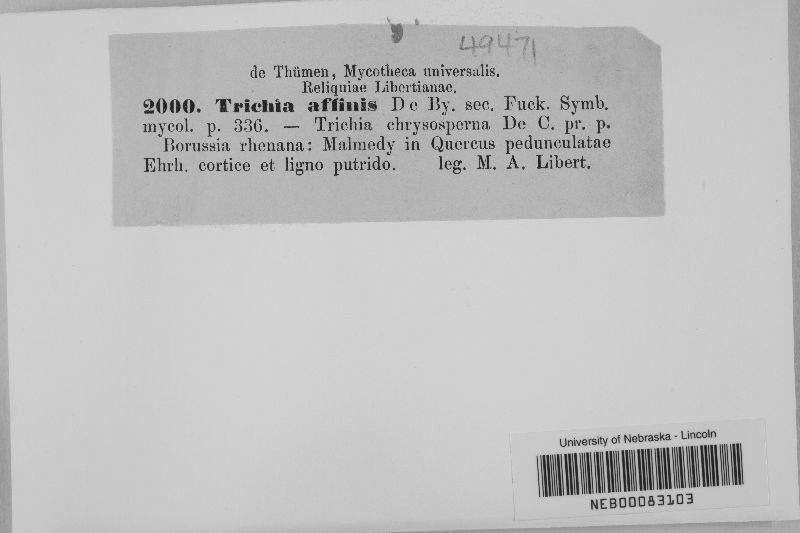 49471
de Thümen, Mycotheca universalis.
Reliquiae Libertianae.
2000. Trichia affinis De By. sec. Fuck. Symb.
mycol. p. 336. — Trichia chrysosperna De C. pr. p.
Borussia rhenana: Malmedy in Quercus pedunculatae
Ehrh. cortice et ligno putrido. leg. M. A. Libert.
University of Nebraska - Lincoln
NEB00083103